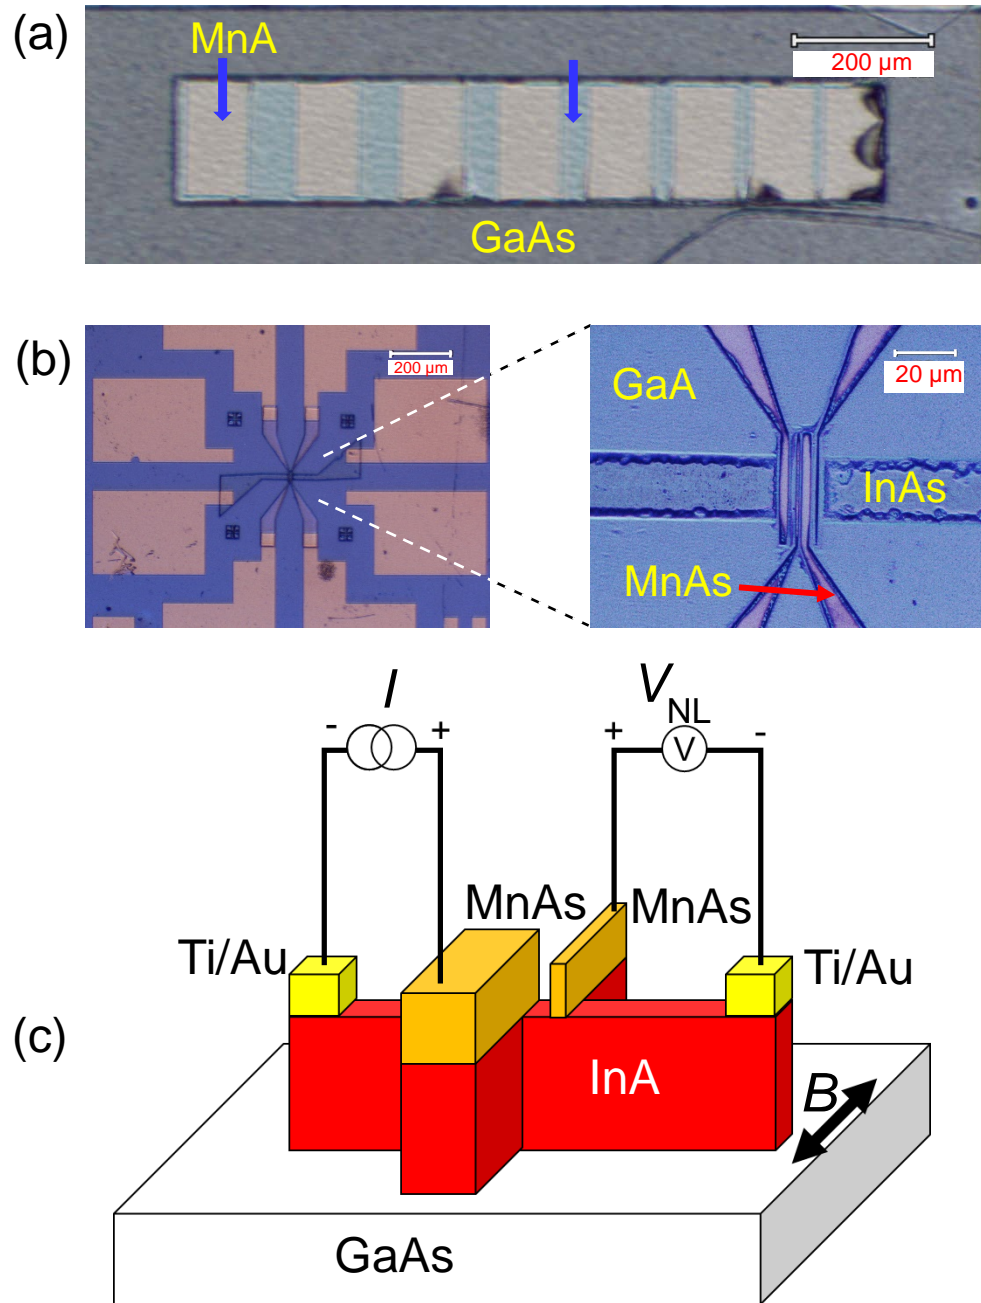 (a)
MnA
200 µm
GaAs
(b)
200 µm
GaA
20 µm
InAs
MnAs
I
V NL
- +
+ V -
MnAs MnAs
Ti/Au Ti/Au
(c)
InA
B
GaAs